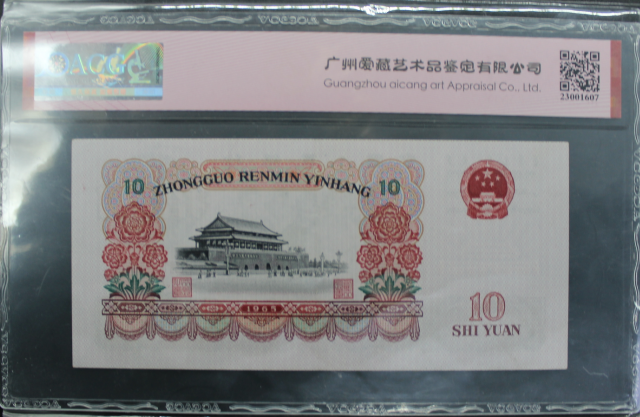 ACGC
广州爱藏艺术品鉴定有限公司
Guangzhou aicang art Appraisal Co., Ltd.
23001607
10
ZHONGGUO RENMIN YINHANG
10
1965
10
SHI YUAN